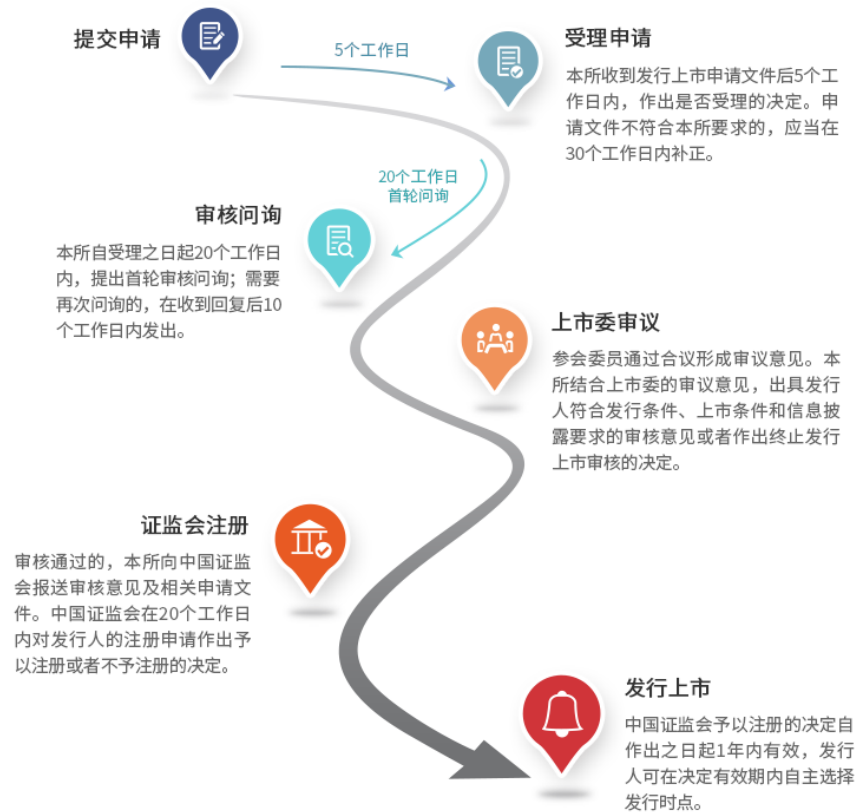 提交申请
5个工作日
受理申请
本所收到发行上市申请文件后5个工
作日内，作出是否受理的决定。申
请文件不符合本所要求的，应当在
30个工作日内补正。
20个工作日
首轮问询
审核问询
本所自受理之日起20个工作日
内，提出首轮审核问询；需要
再次问询的，在收到回复后10
个工作日内发出。
上市委审议
参会委员通过合议形成审议意见。本
所结合上市委的审议意见，出具发行
人符合发行条件、上市条件和信息披
露要求的审核意见或者作出终止发行
上市审核的决定。
证监会注册
审核通过的，本所向中国证监
会报送审核意见及相关申请文
件。中国证监会在20个工作日
内对发行人的注册申请作出予
以注册或者不予注册的决定。
发行上市
中国证监会予以注册的决定自
作出之日起1年内有效，发行
人可在决定有效期内自主选择
发行时点。